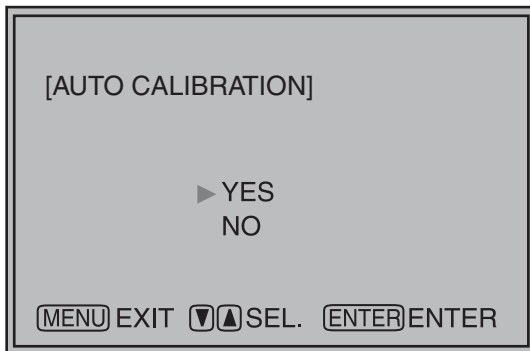 [AUTO CALIBRATION]
▶ YES
NO
MENU EXIT ▼▲ SEL. ENTER ENTER